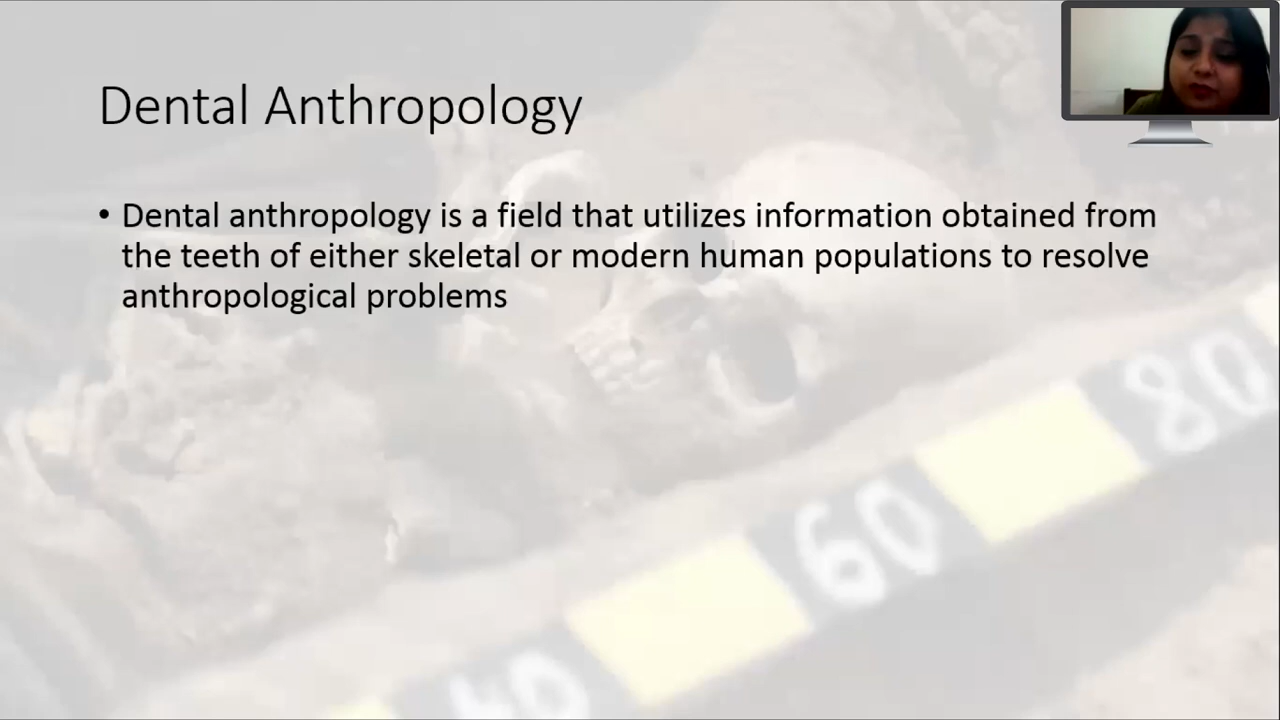 Dental Anthropology
• Dental anthropology is a field that utilizes information obtained from
the teeth of either skeletal or modern human populations to resolve
anthropological problems
80
60
40